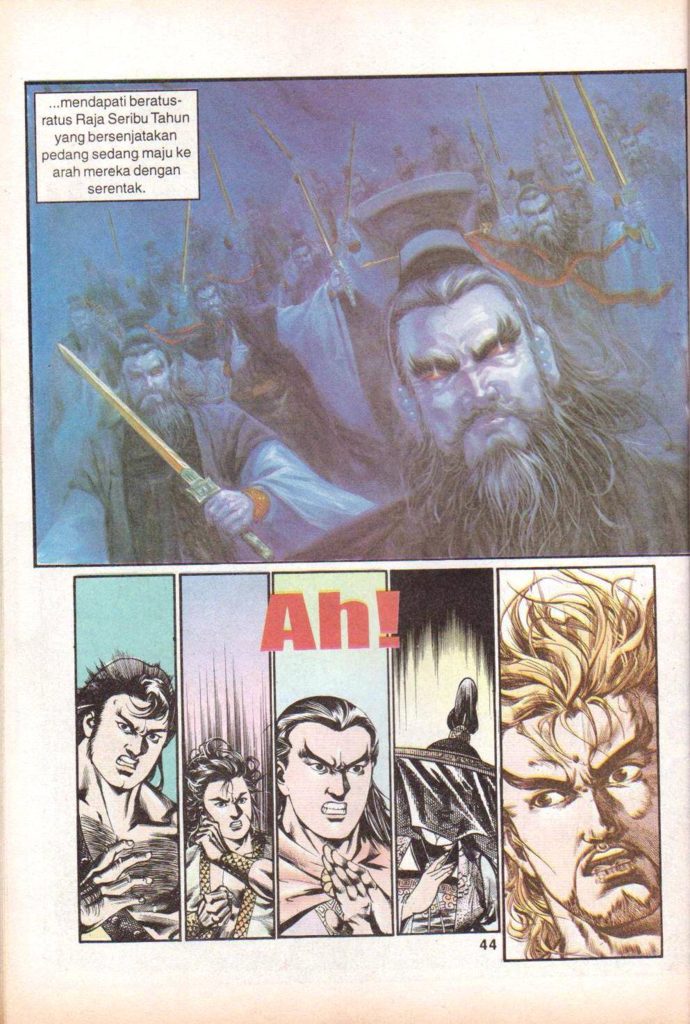 ...mendapati beratus-
ratus Raja Seribu Tahun
yang bersenjatakan
pedang sedang maju ke
arah mereka dengan
serentak.
Ah!
44